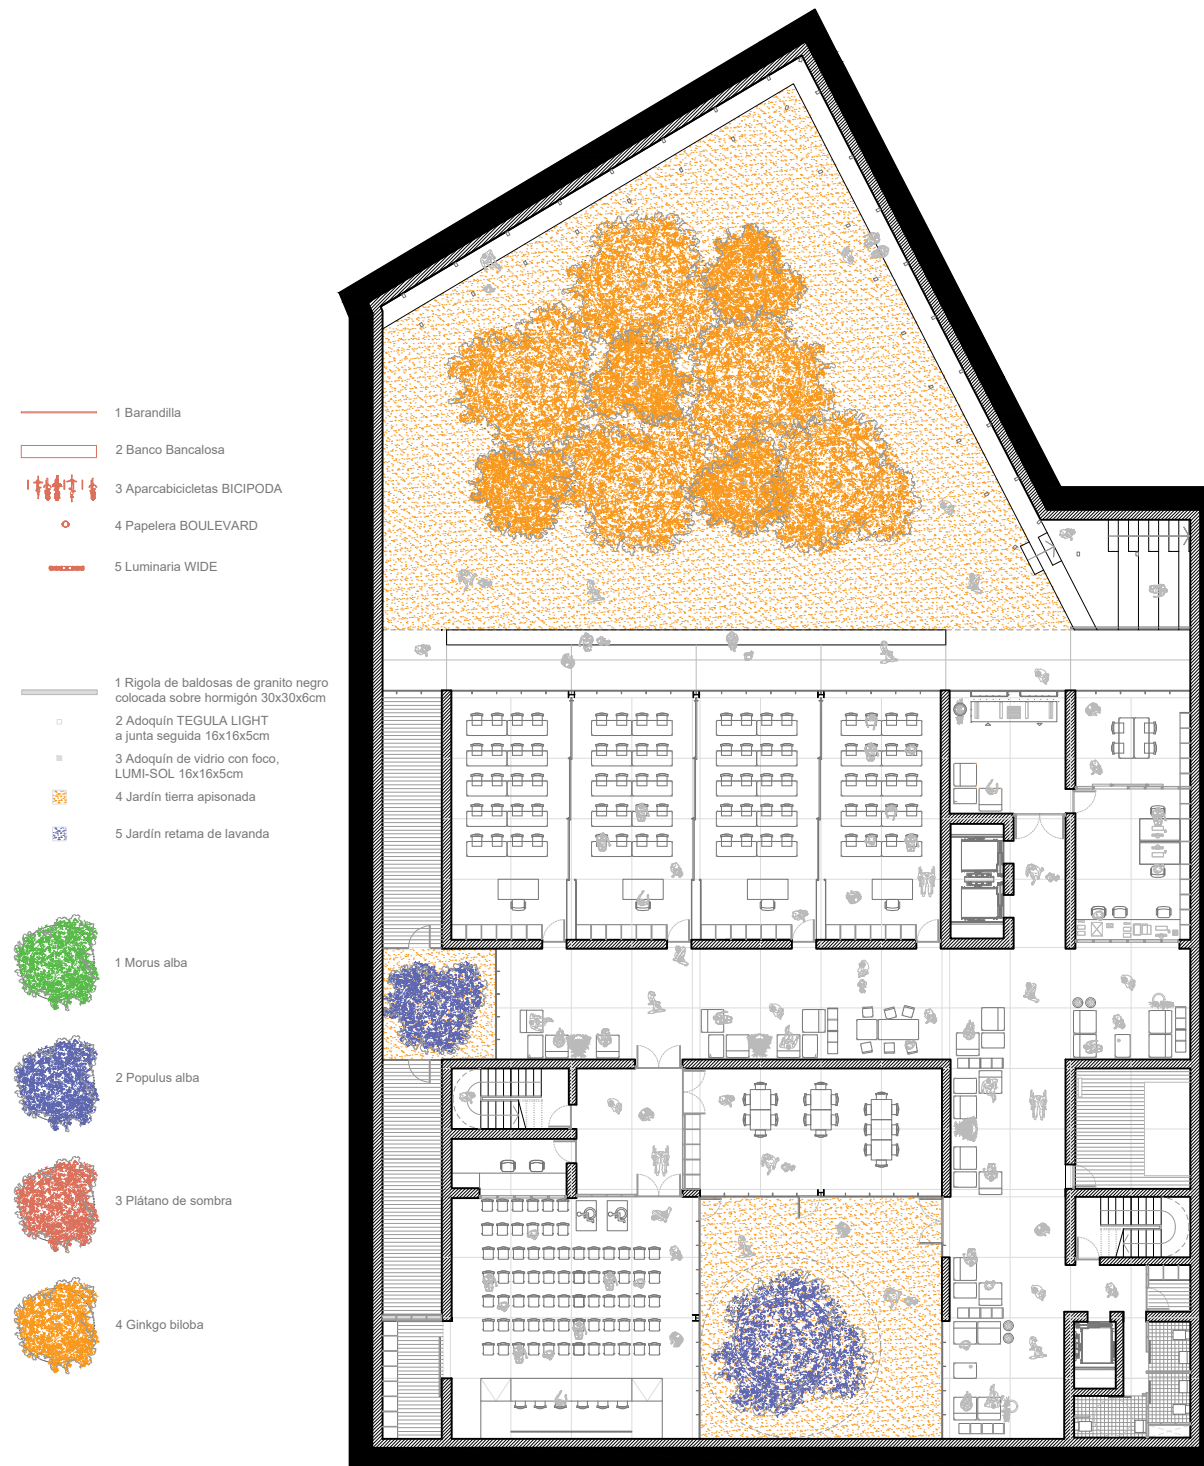 1 Barandilla
2 Banco Bancalosa
3 Aparcabicicletas BICIPODA
4 Papelera BOULEVARD
5 Luminaria WIDE
1 Rigola de baldosas de granito negro
colocada sobre hormigón 30x30x6cm
2 Adoquín TEGULA LIGHT
a junta seguida 16x16x5cm
3 Adoquín de vidrio con foco,
LUMI-SOL 16x16x5cm
4 Jardín tierra apisonada
5 Jardín retama de lavanda
1 Morus alba
2 Populus alba
3 Plátano de sombra
4 Ginkgo biloba